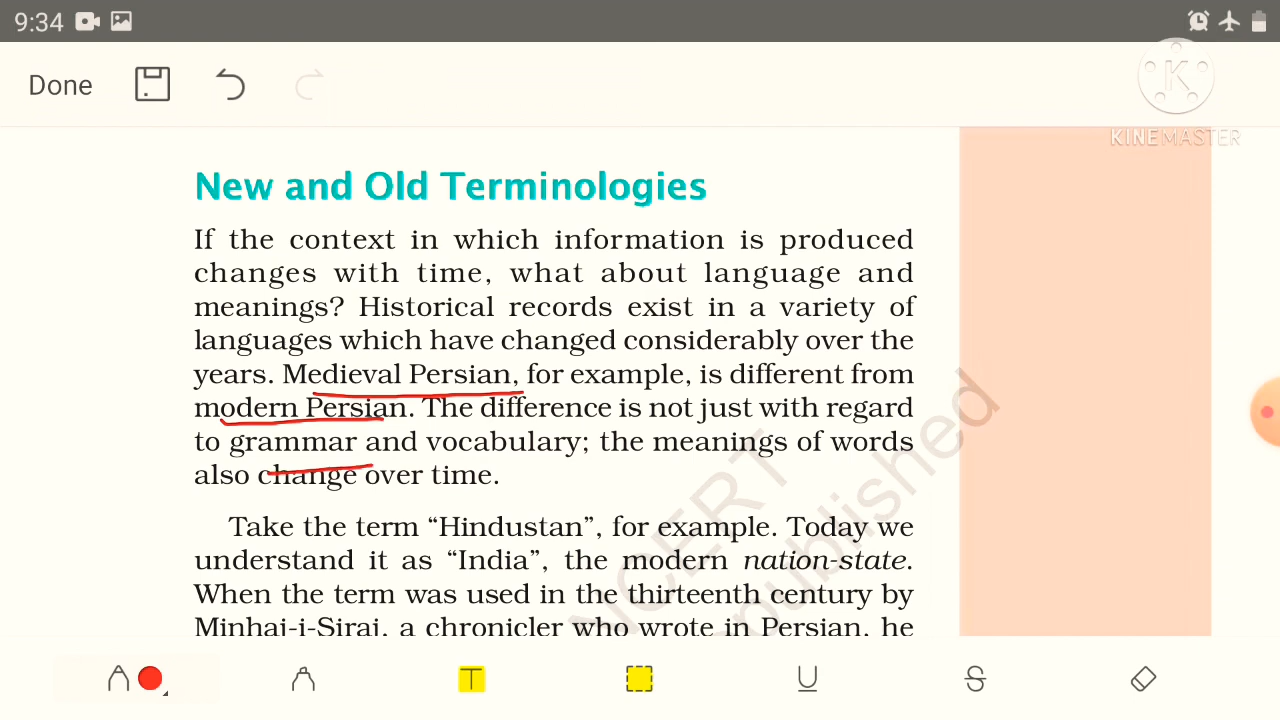 9:34
Done
K
KINEMASTER
New and Old Terminologies
If the context in which information is produced
changes with time, what about language and
meanings? Historical records exist in a variety of
languages which have changed considerably over the
years. Medieval Persian, for example, is different from
modern Persian. The difference is not just with regard
to grammar and vocabulary; the meanings of words
also change over time.
Take the term “Hindustan”, for example. Today we
understand it as “India”, the modern nation-state.
When the term was used in the thirteenth century by
Minhaj-i-Siraj, a chronicler who wrote in Persian, he
NCERT
published
T
U
S